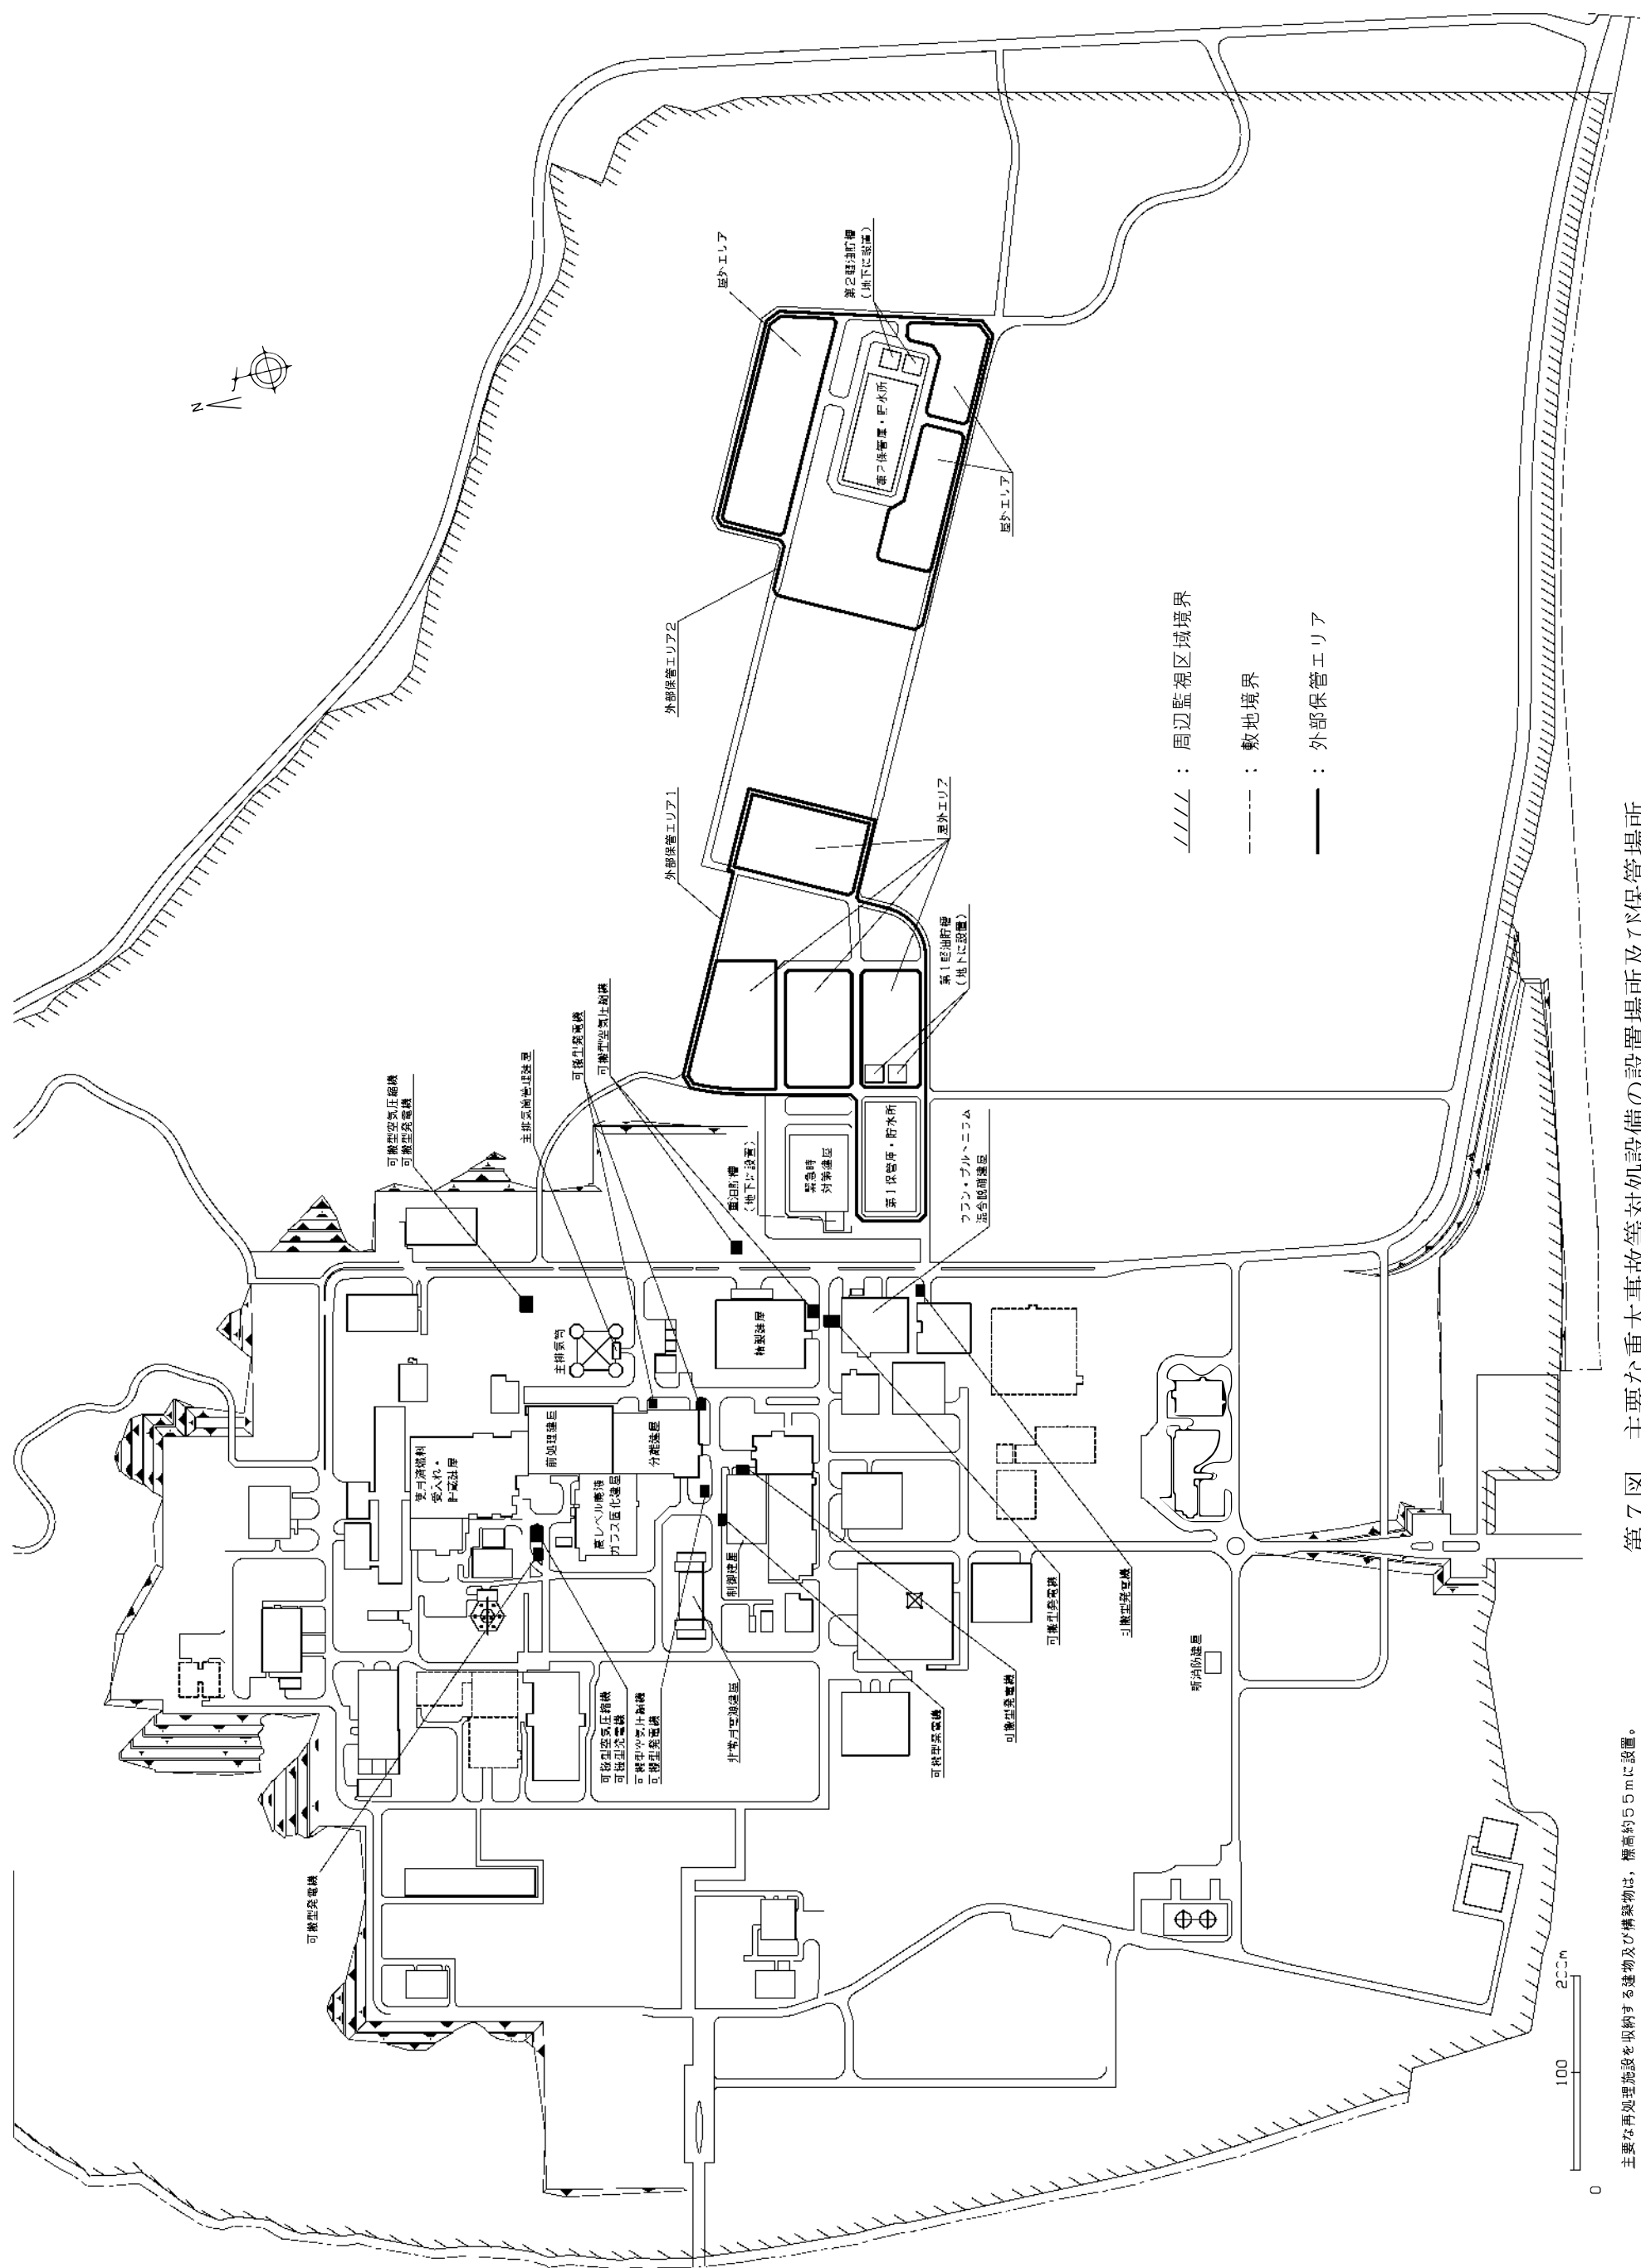 N
屋外エリア
第2軽油貯槽
(地下に設置)
第2保管庫・貯水所
屋外エリア
外部保管エリア2
外部保管エリア1
屋外エリア
第1軽油貯槽
(地下に設置)
可搬型空気圧縮機
可搬型発電機
主排気筒管理建屋
可搬型発電機
可搬型空気圧縮機
重油貯槽
(地下に設置)
緊急時
対策建屋
第1保管庫・貯水所
ウラン・プルトニウム
混合脱硝建屋
主排気筒
精製建屋
使用済燃料
受入れ・
貯蔵建屋
前処理建屋
分離建屋
高レベル廃液
ガラス固化建屋
制御建屋
可搬型発電機
可搬型空気圧縮機
可搬型発電機
可搬型空気圧縮機
可搬型発電機
非常用電源建屋
可搬型発電機
可搬型発電機
可搬型発電機
可搬型発電機
新消防建屋
: 周辺監視区域境界
: 敷地境界
: 外部保管エリア
0 100 200m
主要な再処理施設を収納する建物及び構築物は,標高約55mに設置。
第7図 主要な重大事故等対処設備の設置場所及び保管場所